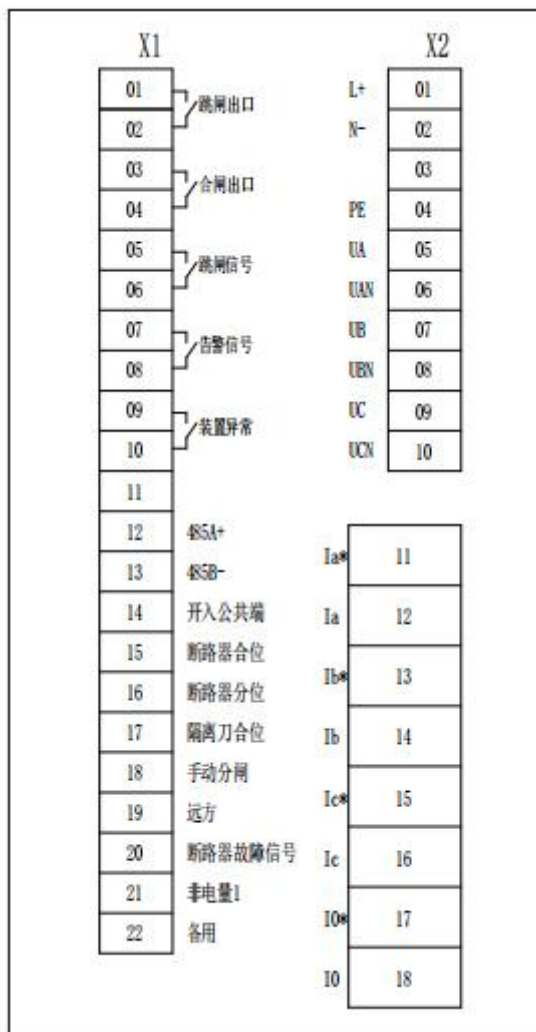 X1
01
02
跳闸出口
03
04
合闸出口
05
06
跳闸信号
07
08
告警信号
09
10
装置异常
11
12 485A+
13 485B-
14 开入公共端
15 断路器合位
16 断路器分位
17 隔离刀合位
18 手动分闸
19 远方
20 断路器故障信号
21 非电量1
22 备用
X2
L+ 01
N- 02
03
PE 04
UA 05
UAN 06
UB 07
UBN 08
UC 09
UCN 10
Ia* 11
Ia 12
Ib* 13
Ib 14
Ic* 15
Ic 16
I0* 17
I0 18